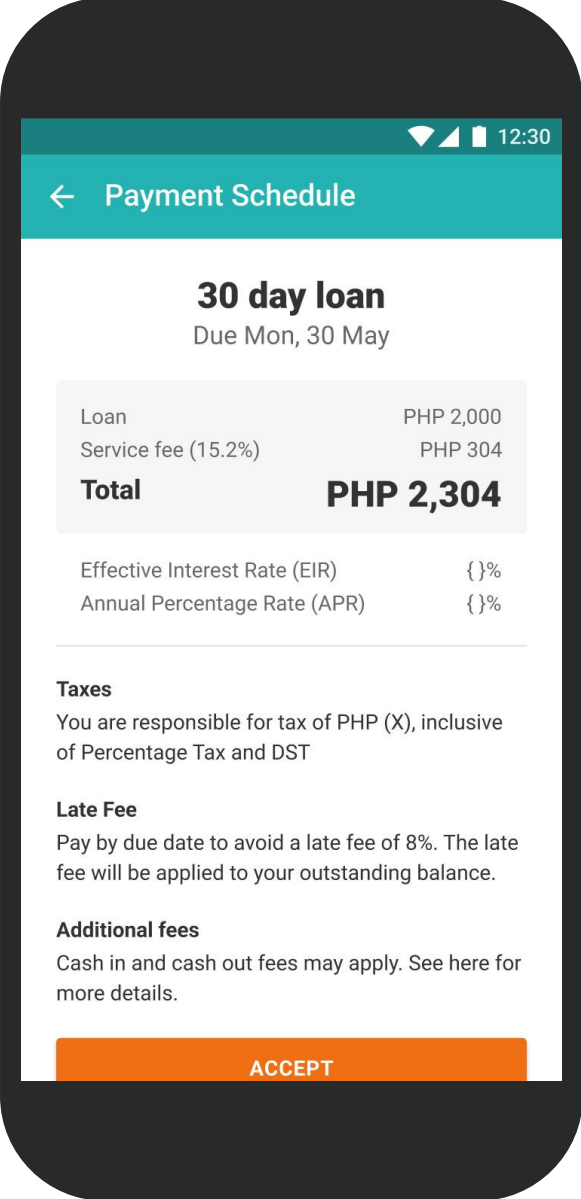 12:30
Payment Schedule
30 day loan
Due Mon, 30 May
Loan PHP 2,000
Service fee (15.2%) PHP 304
Total PHP 2,304
Effective Interest Rate (EIR) { }%
Annual Percentage Rate (APR) { }%
Taxes
You are responsible for tax of PHP (X), inclusive
of Percentage Tax and DST
Late Fee
Pay by due date to avoid a late fee of 8%. The late
fee will be applied to your outstanding balance.
Additional fees
Cash in and cash out fees may apply. See here for
more details.
ACCEPT